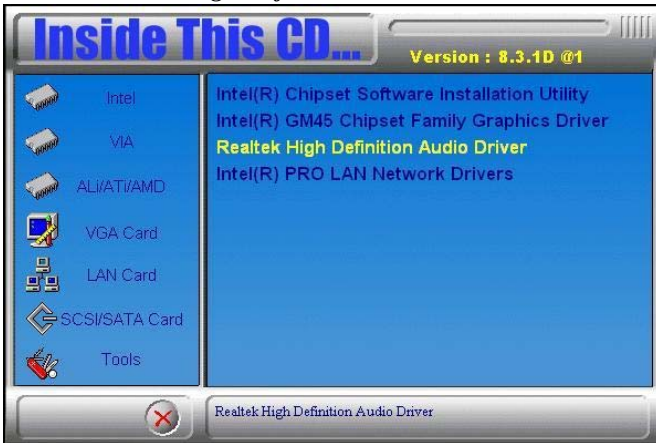 Inside This CD...
Version : 8.3.1D @1
Intel
VIA
ALi/ATi/AMD
VGA Card
LAN Card
SCSI/SATA Card
Tools
Intel(R) Chipset Software Installation Utility
Intel(R) GM45 Chipset Family Graphics Driver
Realtek High Definition Audio Driver
Intel(R) PRO LAN Network Drivers
Realtek High Definition Audio Driver